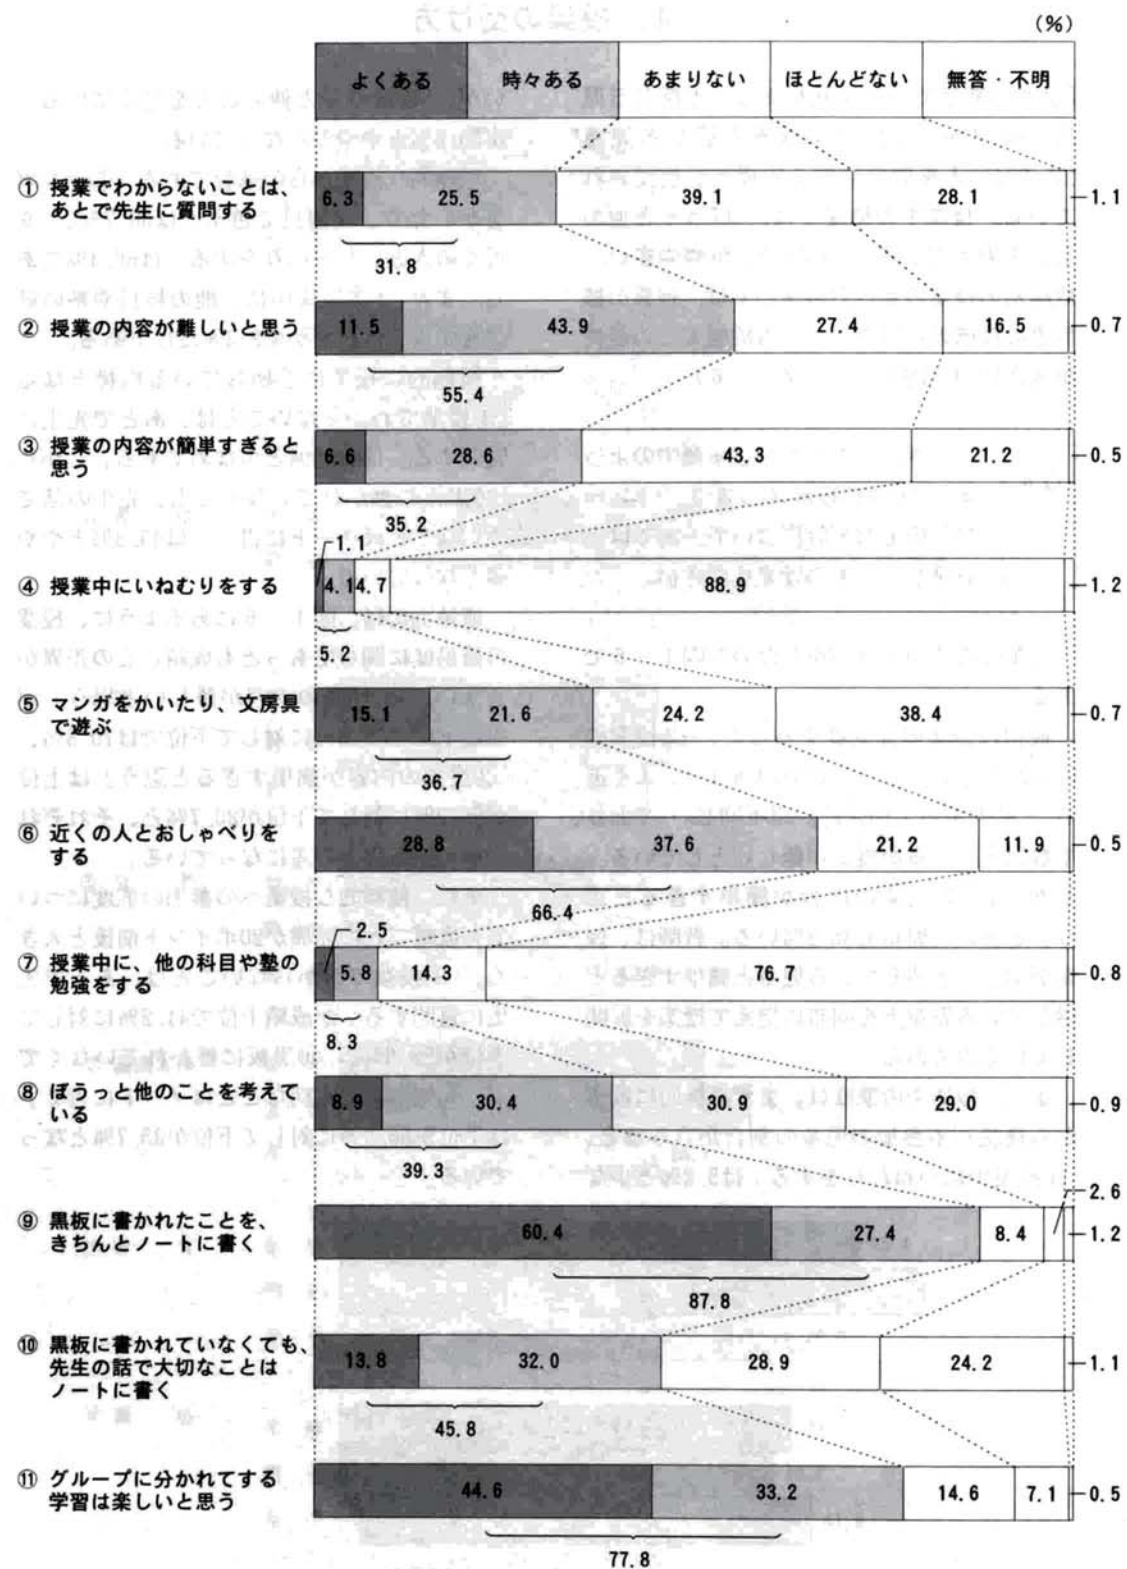 (%)
よくある 時々ある あまりない ほとんどない 無答・不明
① 授業でわからないことは、
あとで先生に質問する
6.3 25.5 39.1 28.1 1.1
31.8
② 授業の内容が難しいと思う
11.5 43.9 27.4 16.5 0.7
55.4
③ 授業の内容が簡単すぎると
思う
6.6 28.6 43.3 21.2 0.5
35.2
1.1
④ 授業中にいねむりをする
4.1 4.7 88.9 1.2
5.2
⑤ マンガをかいたり、文房具
で遊ぶ
15.1 21.6 24.2 38.4 0.7
36.7
⑥ 近くの人とおしゃべりを
する
28.8 37.6 21.2 11.9 0.5
66.4
2.5
⑦ 授業中に、他の科目や塾の
勉強をする
5.8 14.3 76.7 0.8
8.3
⑧ ぼうっと他のことを考えて
いる
8.9 30.4 30.9 29.0 0.9
39.3
2.6
⑨ 黒板に書かれたことを、
きちんとノートに書く
60.4 27.4 8.4 1.2
87.8
⑩ 黒板に書かれていなくても、
先生の話で大切なことは
ノートに書く
13.8 32.0 28.9 24.2 1.1
45.8
⑪ グループに分かれてする
学習は楽しいと思う
44.6 33.2 14.6 7.1 0.5
77.8